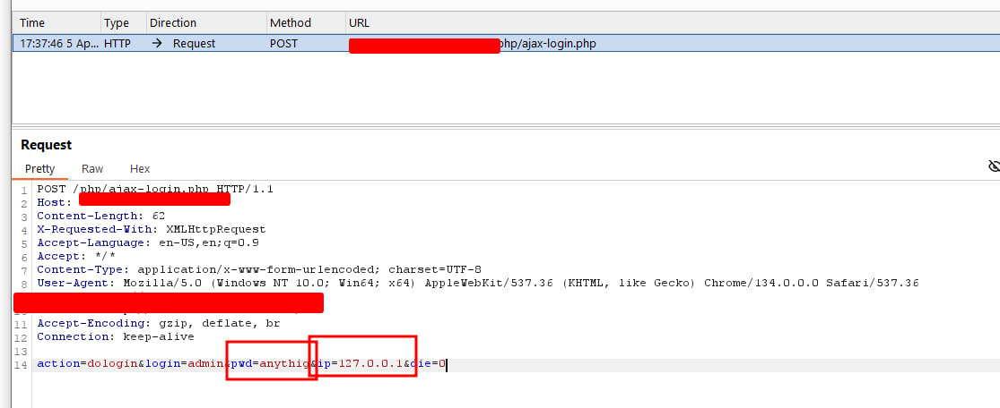 Time Type Direction Method URL
17:37:46 5 Ap... HTTP → Request POST php/ajax-login.php
Request
Pretty Raw Hex
1 POST /php/ajax-login.php HTTP/1.1
2 Host:
3 Content-Length: 62
4 X-Requested-With: XMLHttpRequest
5 Accept-Language: en-US,en;q=0.9
6 Accept: */*
7 Content-Type: application/x-www-form-urlencoded; charset=UTF-8
8 User-Agent: Mozilla/5.0 (Windows NT 10.0; Win64; x64) AppleWebKit/537.36 (KHTML, like Gecko) Chrome/134.0.0.0 Safari/537.36
11 Accept-Encoding: gzip, deflate, br
12 Connection: keep-alive
13
14 action=dologin&login=admin&pwd=anythig&ip=127.0.0.1&die=0